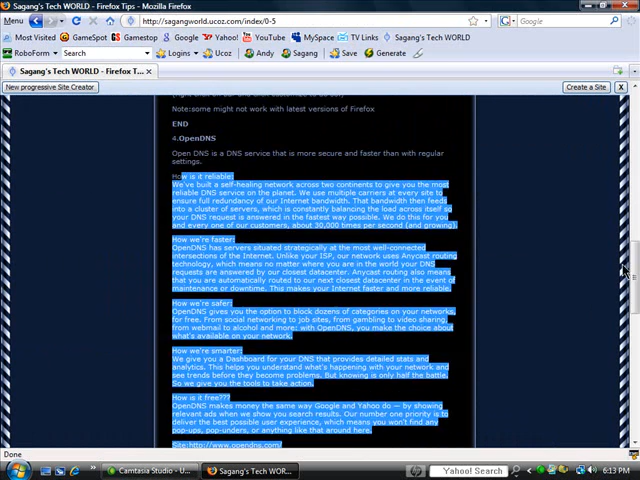 Sagang's Tech WORLD - Firefox Tips - Mozilla Firefox
Menu
http://sagangworld.ucoz.com/index/0-5
Google
Most Visited GameSpot Gamestop Google Yahoo! YouTube MySpace TV Links Sagang's Tech WORLD
RoboForm Search Logins Ucoz Andy Sagang Save Generate
Sagang's Tech WORLD - Firefox T...
New progressive Site Creator
Create a Site X
Note:some might not work with latest versions of Firefox
END
4.OpenDNS
Open DNS is a DNS service that is more secure and faster than with regular
settings.
How is it reliable:
We've built a self-healing network across two continents to give you the most
reliable DNS service on the planet. We use multiple carriers at every site to
ensure full redundancy of our Internet bandwidth. That bandwidth then feeds
into a cluster of servers, which is constantly balancing the load across itself so
your DNS request is answered in the fastest way possible. We do this for you
and every one of our customers, about 30,000 times per second (and growing).
How we're faster:
OpenDNS has servers situated strategically at the most well-connected
intersections of the Internet. Unlike your ISP, our network uses Anycast routing
technology, which means no matter where you are in the world your DNS
requests are answered by our closest datacenter. Anycast routing also means
that you are automatically routed to our next closest datacenter in the event of
maintenance or downtime. This makes your Internet faster and more reliable.
How we're safer:
OpenDNS gives you the option to block dozens of categories on your networks,
for free. From social networking to job sites, from gambling to video sharing,
from webmail to alcohol and more: with OpenDNS, you make the choice about
what's available on your network.
How we're smarter:
We give you a Dashboard for your DNS that provides detailed stats and
analytics. This helps you understand what's happening with your network and
see trends before they become problems. But knowing is only half the battle.
So we give you the tools to take action.
How is it free???
OpenDNS makes money the same way Google and Yahoo do — by showing
relevant ads when we show you search results. Our number one priority is to
deliver the best possible user experience, which means you won't find any
pop-ups, pop-unders, or anything like that around here.
Site:http://www.opendns.com/
Done
Camtasia Studio - U... Sagang's Tech WOR... Yahoo! Search 6:13 PM